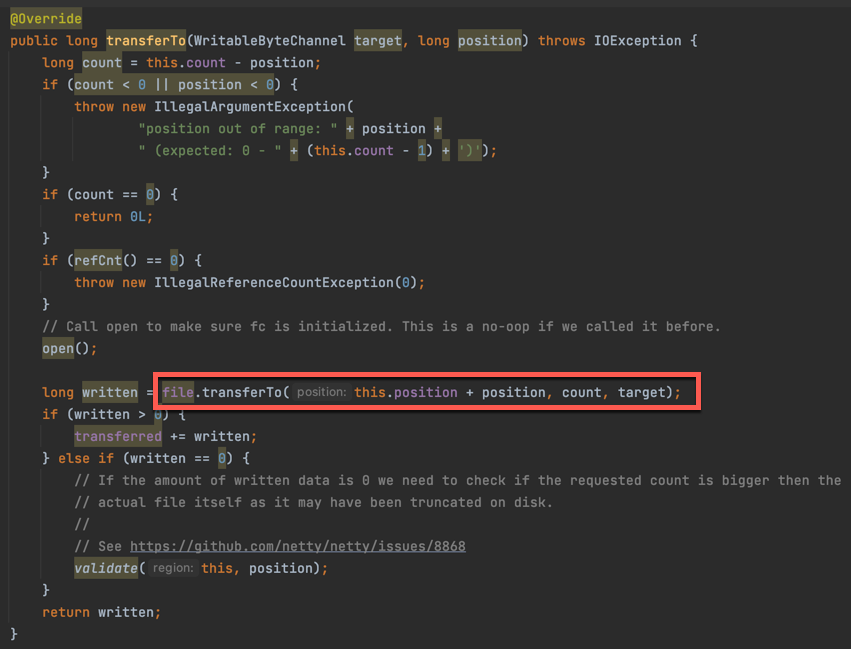 @Override
public long transferTo(WritableByteChannel target, long position) throws IOException {
    long count = this.count - position;
    if (count < 0 || position < 0) {
        throw new IllegalArgumentException(
                "position out of range: " + position +
                " (expected: 0 - " + (this.count - 1) + ')');
    }
    if (count == 0) {
        return 0L;
    }
    if (refCnt() == 0) {
        throw new IllegalReferenceCountException(0);
    }
    // Call open to make sure fc is initialized. This is a no-oop if we called it before.
    open();
    long written = file.transferTo( position: this.position + position, count, target);
    if (written > 0) {
        transferred += written;
    } else if (written == 0) {
        // If the amount of written data is 0 we need to check if the requested count is bigger then the
        // actual file itself as it may have been truncated on disk.
        //
        // See https://github.com/netty/netty/issues/8868
        validate( region: this, position);
    }
    return written;
}